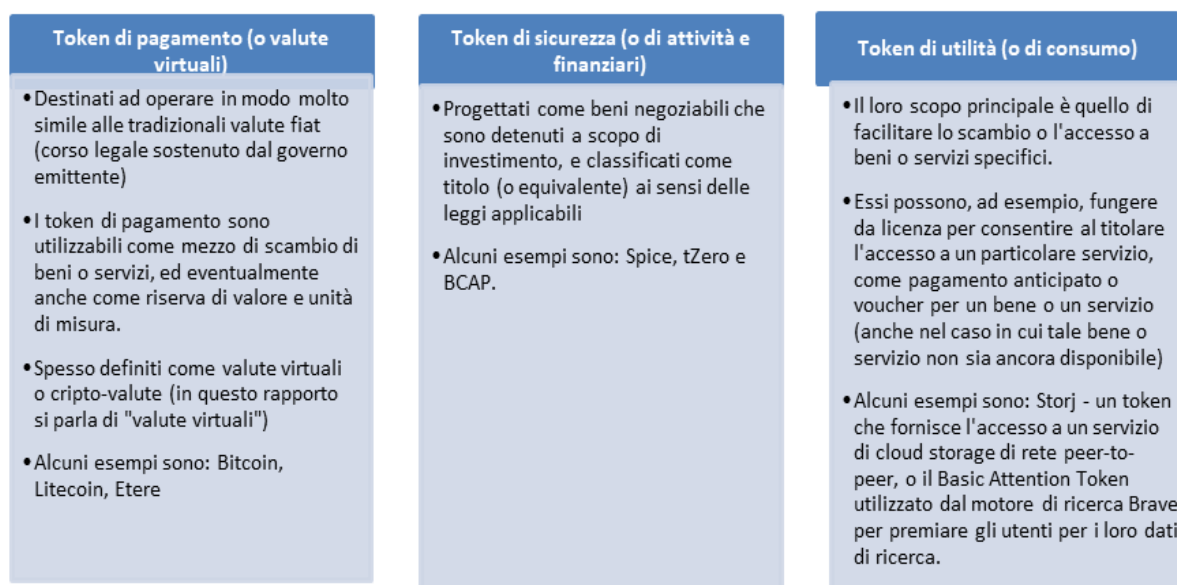 Token di pagamento (o valute
virtuali)
•Destinati ad operare in modo molto
simile alle tradizionali valute fiat
(corso legale sostenuto dal governo
emittente)
•I token di pagamento sono
utilizzabili come mezzo di scambio di
beni o servizi, ed eventualmente
anche come riserva di valore e unità
di misura.
•Spesso definiti come valute virtuali
o cripto-valute (in questo rapporto
si parla di "valute virtuali")
•Alcuni esempi sono: Bitcoin,
Litecoin, Etere
Token di sicurezza (o di attività e
finanziari)
•Progettati come beni negoziabili che
sono detenuti a scopo di
investimento, e classificati come
titolo (o equivalente) ai sensi delle
leggi applicabili
•Alcuni esempi sono: Spice, tZero e
BCAP.
Token di utilità (o di consumo)
•Il loro scopo principale è quello di
facilitare lo scambio o l'accesso a
beni o servizi specifici.
•Essi possono, ad esempio, fungere
da licenza per consentire al titolare
l'accesso a un particolare servizio,
come pagamento anticipato o
voucher per un bene o un servizio
(anche nel caso in cui tale bene o
servizio non sia ancora disponibile)
•Alcuni esempi sono: Storj - un token
che fornisce l'accesso a un servizio
di cloud storage di rete peer-to-
peer, o il Basic Attention Token
utilizzato dal motore di ricerca Brave
per premiare gli utenti per i loro dati
di ricerca.